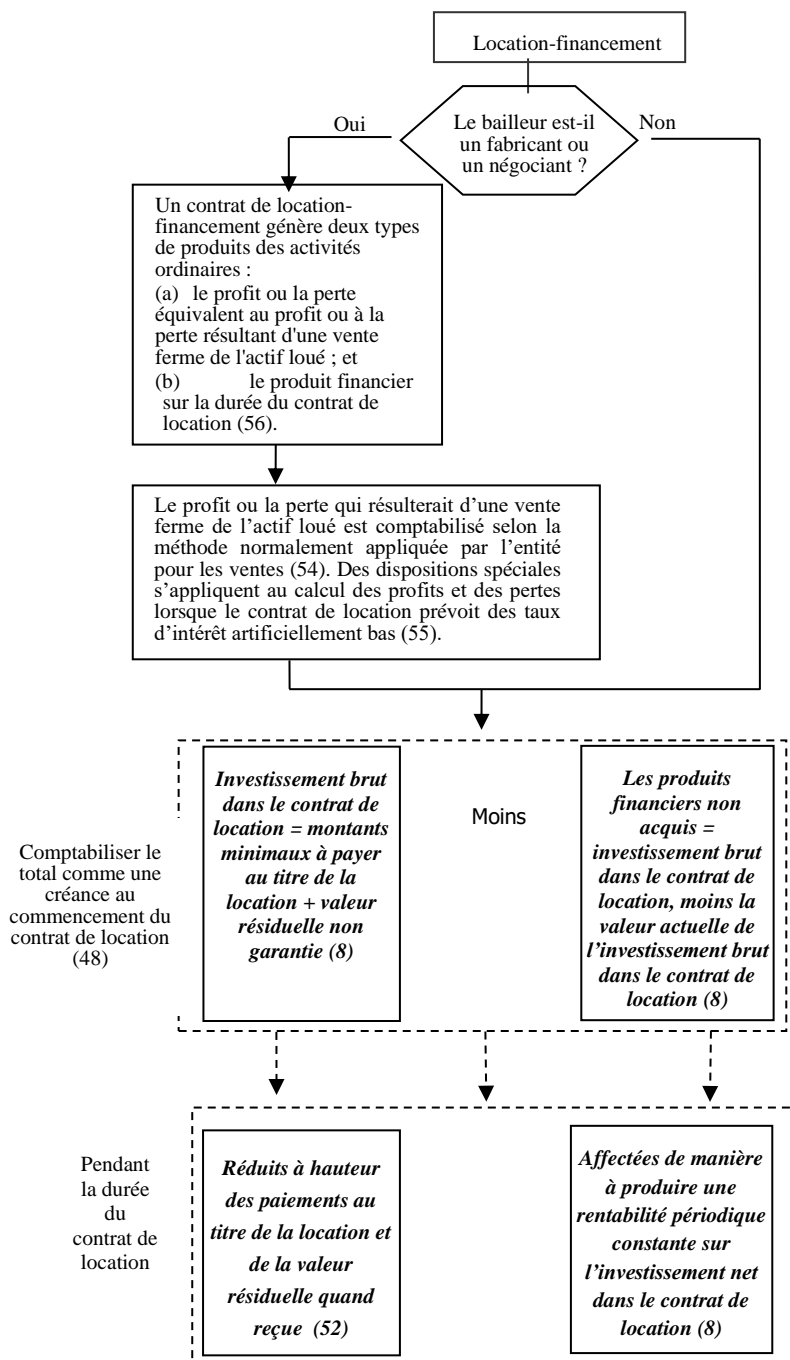 Location-financement
Le bailleur est-il
un fabricant ou
un négociant ?
Oui
Non
Un contrat de location-
financement génère deux types
de produits des activités
ordinaires :
(a) le profit ou la perte
équivalent au profit ou à la
perte résultant d'une vente
ferme de l'actif loué ; et
(b) le produit financier
sur la durée du contrat de
location (56).
Le profit ou la perte qui résulterait d’une vente
ferme de l’actif loué est comptabilisé selon la
méthode normalement appliquée par l’entité
pour les ventes (54). Des dispositions spéciales
s’appliquent au calcul des profits et des pertes
lorsque le contrat de location prévoit des taux
d’intérêt artificiellement bas (55).
Comptabiliser le
total comme une
créance au
commencement du
contrat de location
(48)
Investissement brut
dans le contrat de
location = montants
minimaux à payer
au titre de la
location + valeur
résiduelle non
garantie (8)
Moins
Les produits
financiers non
acquis =
investissement brut
dans le contrat de
location, moins la
valeur actuelle de
l’investissement brut
dans le contrat de
location (8)
Pendant
la durée
du
contrat de
location
Réduits à hauteur
des paiements au
titre de la location et
de la valeur
résiduelle quand
reçue (52)
Affectées de manière
à produire une
rentabilité périodique
constante sur
l’investissement net
dans le contrat de
location (8)